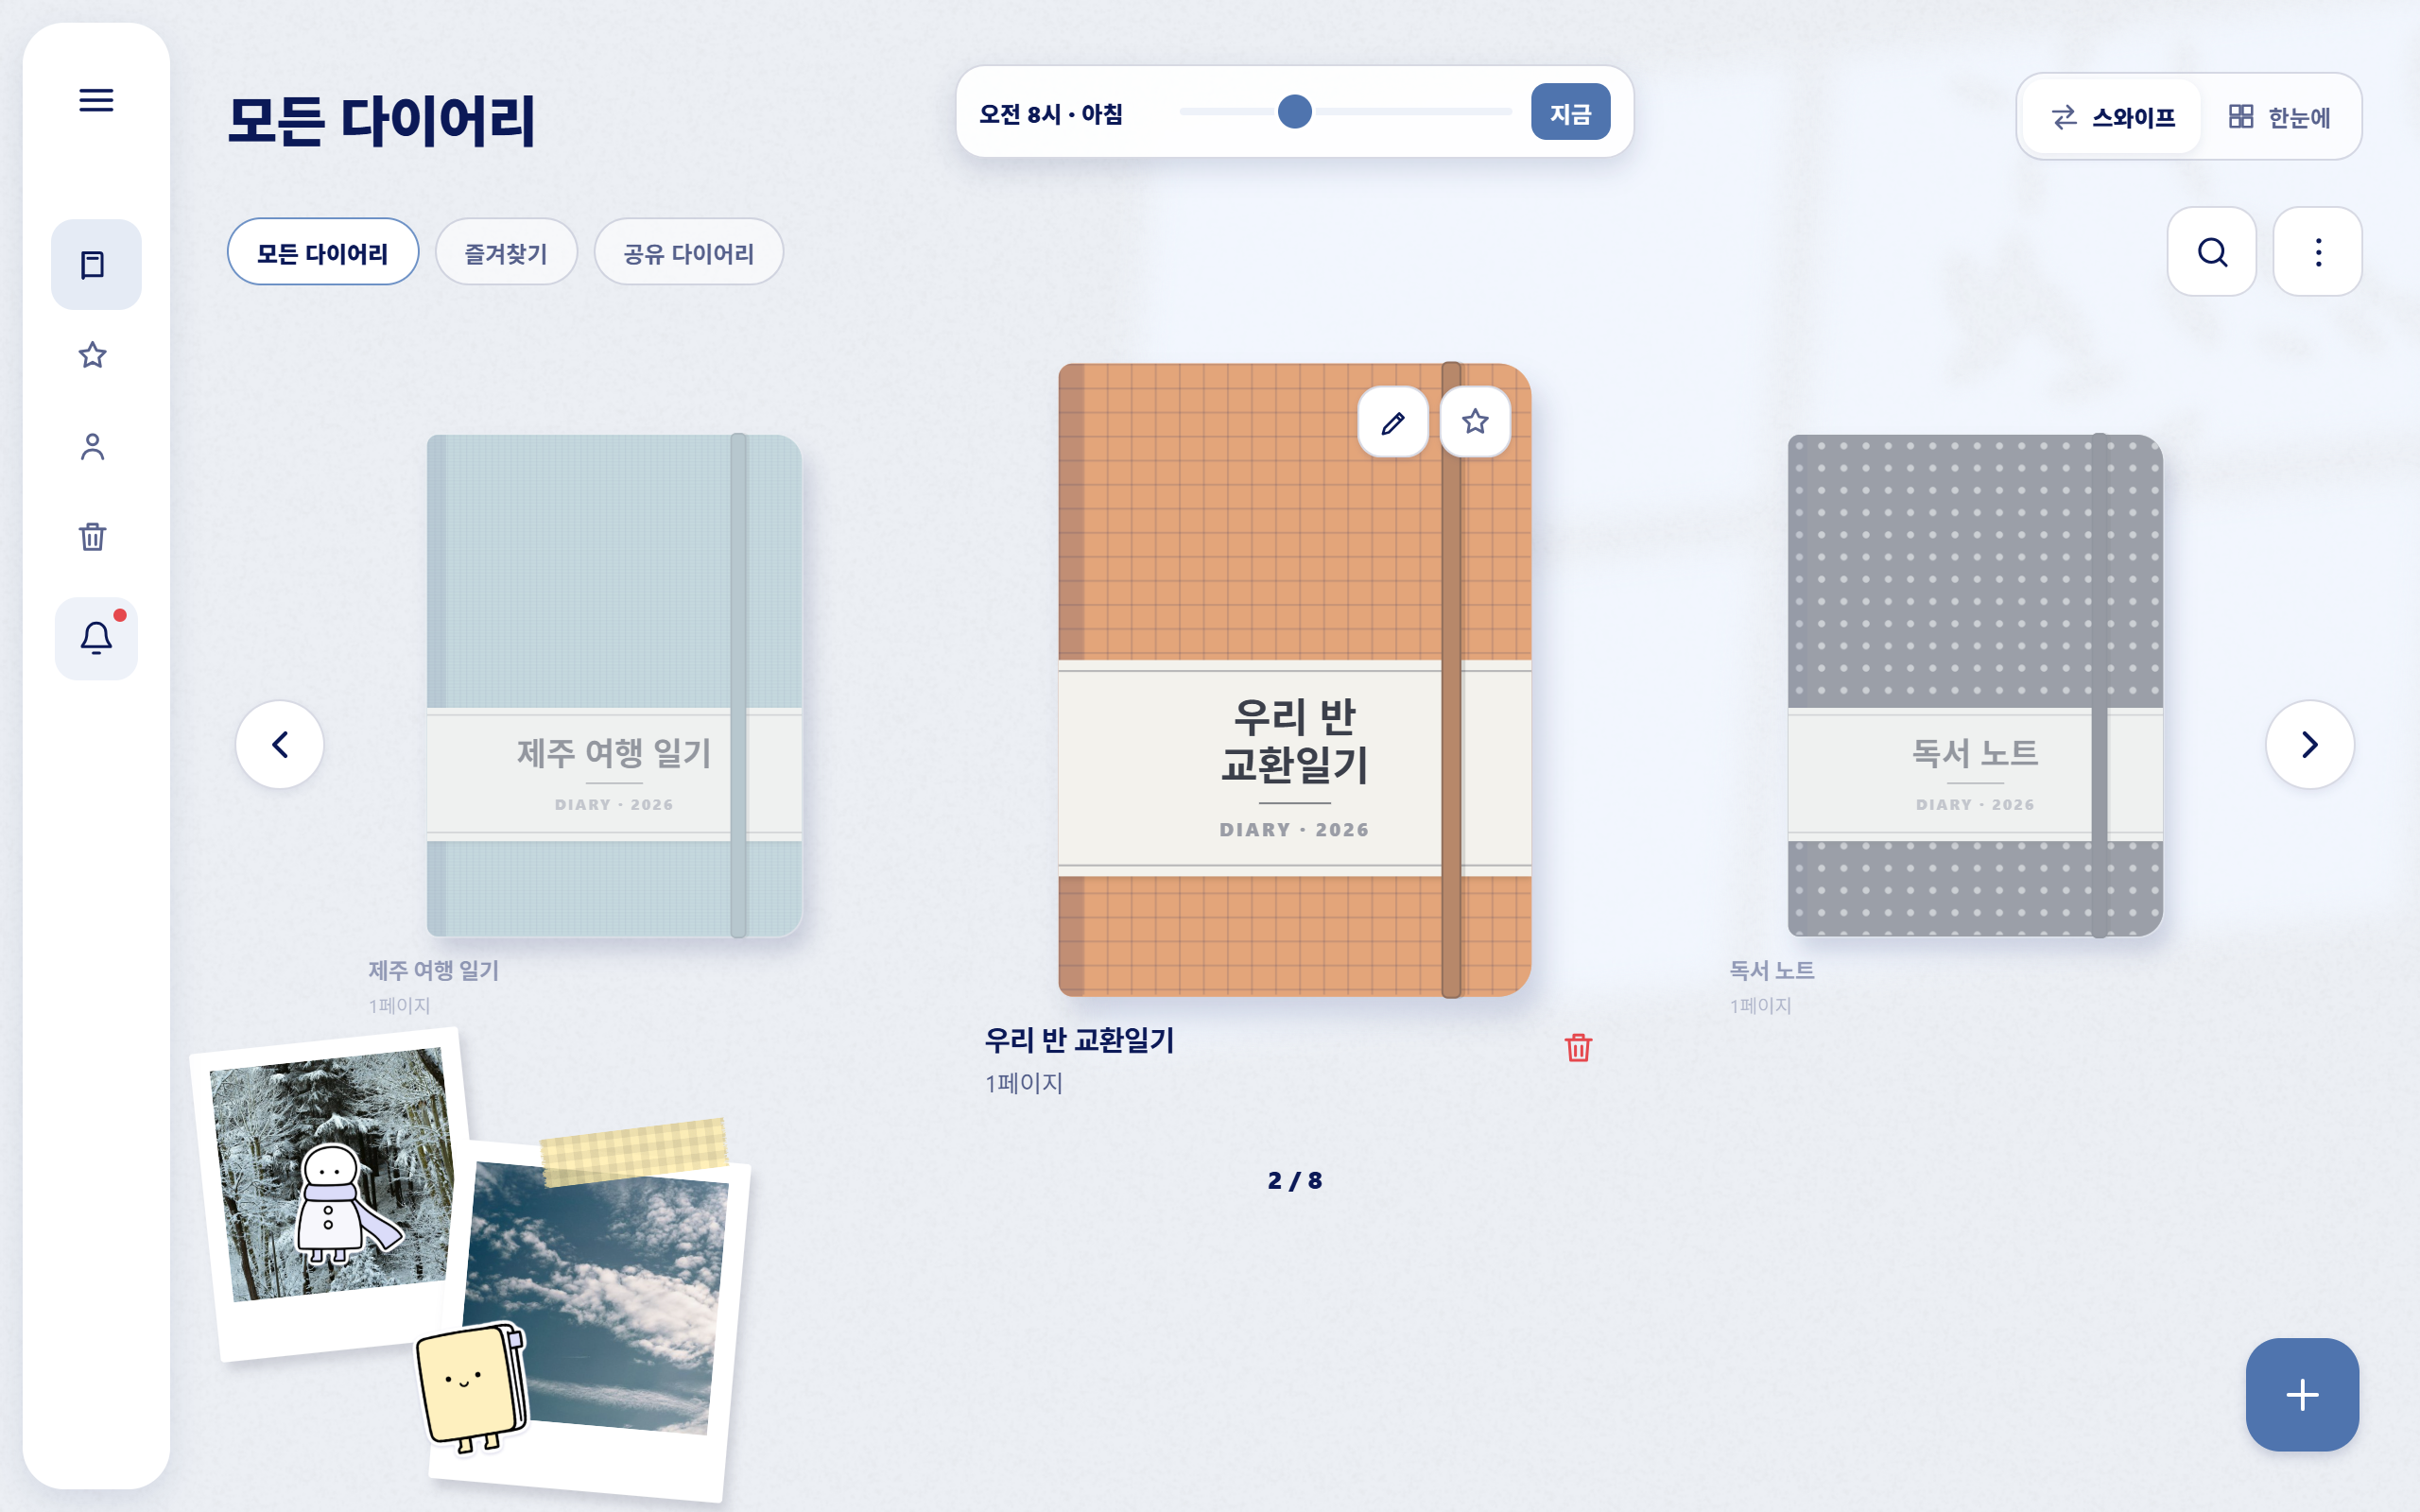 모든 다이어리
오전 8시 · 아침
지금
스와이프
한눈에
모든 다이어리
즐겨찾기
공유 다이어리
제주 여행 일기
DIARY · 2026
제주 여행 일기
1페이지
우리 반
교환일기
DIARY · 2026
우리 반 교환일기
1페이지
독서 노트
DIARY · 2026
독서 노트
1페이지
2 / 8